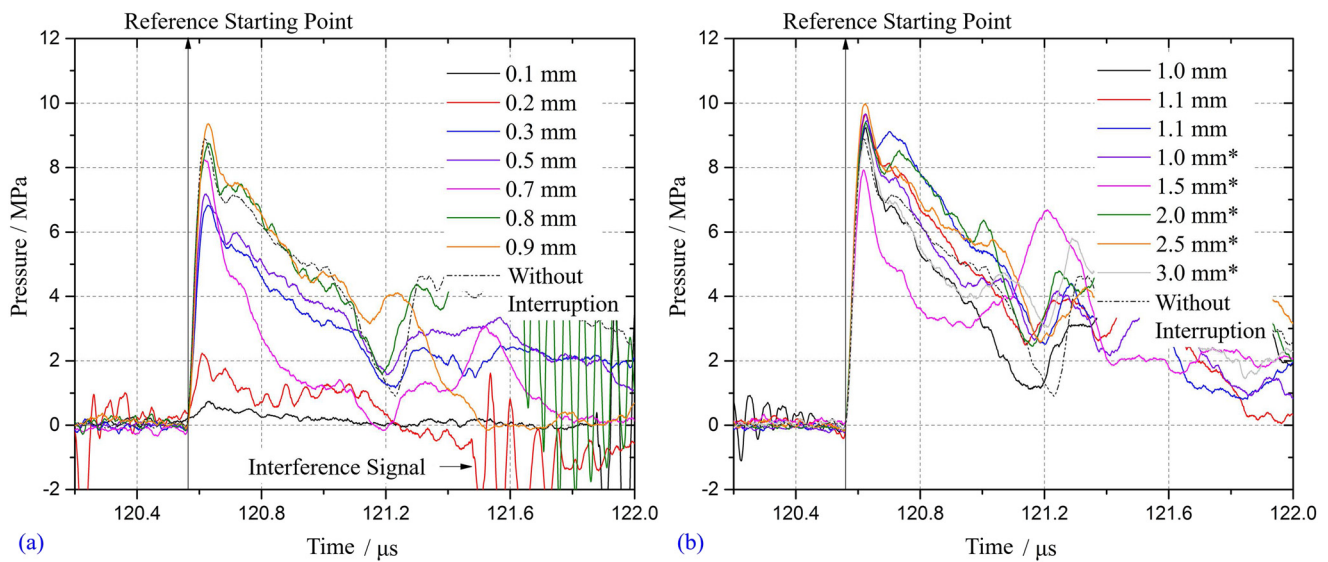 Reference Starting Point
12
10
8
6
4
2
0
-2
Pressure / MPa
0.1 mm
0.2 mm
0.3 mm
0.5 mm
0.7 mm
0.8 mm
0.9 mm
Without
Interruption
Interference Signal
120.4
120.8
121.2
121.6
122.0
Time / μs
(a)
Reference Starting Point
12
10
8
6
4
2
0
-2
Pressure / MPa
1.0 mm
1.1 mm
1.1 mm
1.0 mm*
1.5 mm*
2.0 mm*
2.5 mm*
3.0 mm*
Without
Interruption
120.4
120.8
121.2
121.6
122.0
Time / μs
(b)